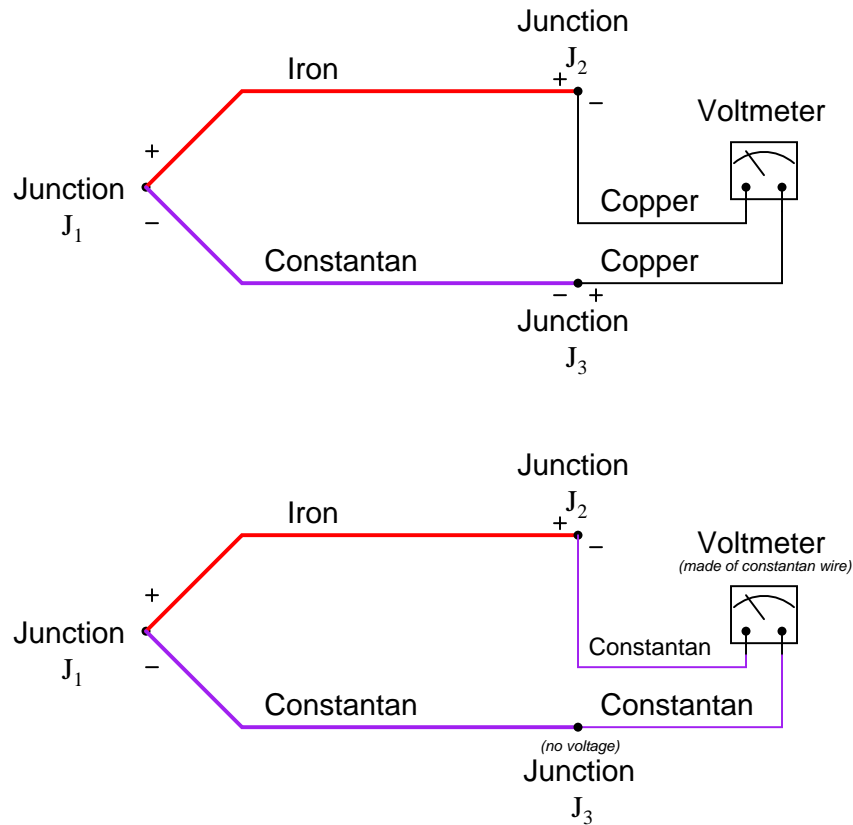 Junction
J2
Iron
+
−
Voltmeter
+
Junction
J1
−
Copper
Constantan
Copper
− +
Junction
J3
Junction
J2
Iron
+
−
Voltmeter
(made of constantan wire)
+
Junction
J1
−
Constantan
Constantan
Constantan
(no voltage)
Junction
J3